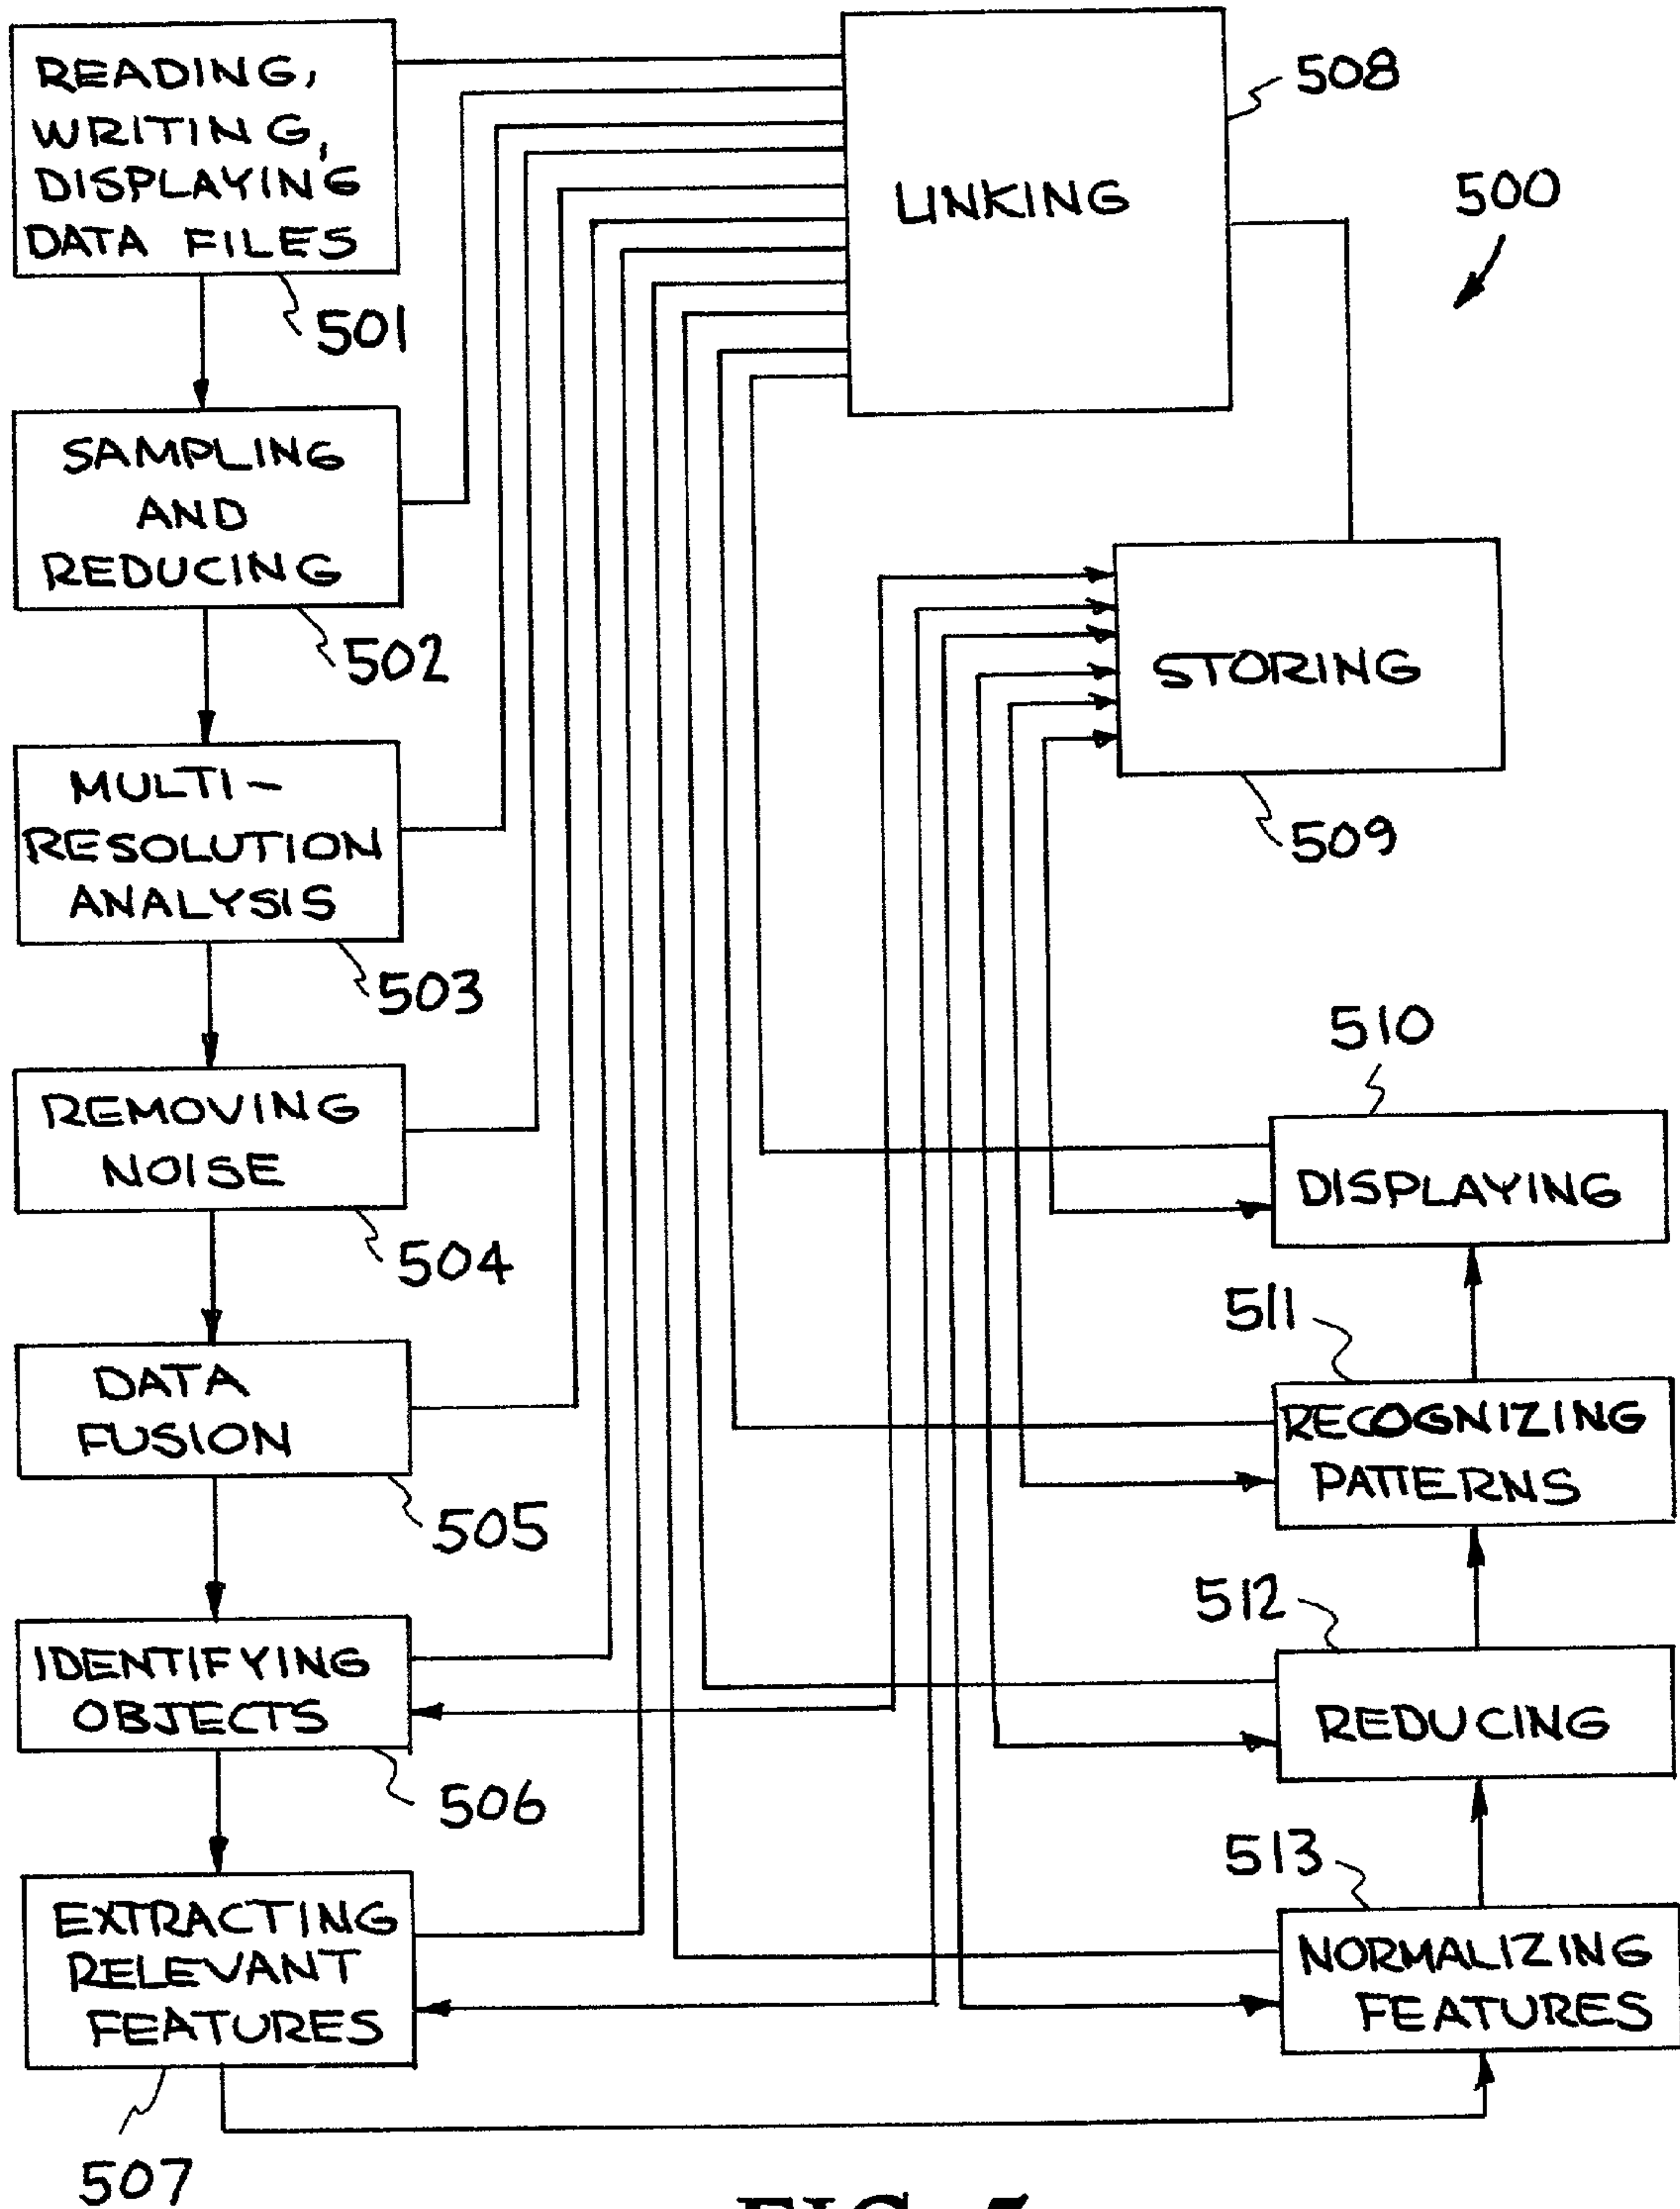 READING,
WRITING,
DISPLAYING
DATA FILES
501
SAMPLING
AND
REDUCING
502
MULTI-
RESOLUTION
ANALYSIS
503
REMOVING
NOISE
504
DATA
FUSION
505
IDENTIFYING
OBJECTS
506
EXTRACTING
RELEVANT
FEATURES
507
LINKING
508
500
STORING
509
510
DISPLAYING
511
RECOGNIZING
PATTERNS
512
REDUCING
513
NORMALIZING
FEATURES
FIG. 5